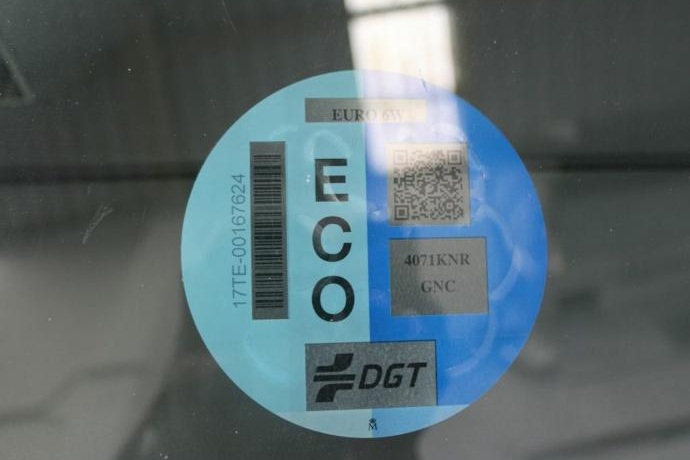 EURO 6W
17TE-00167624
ECO
4071KNR
GNC
DGT